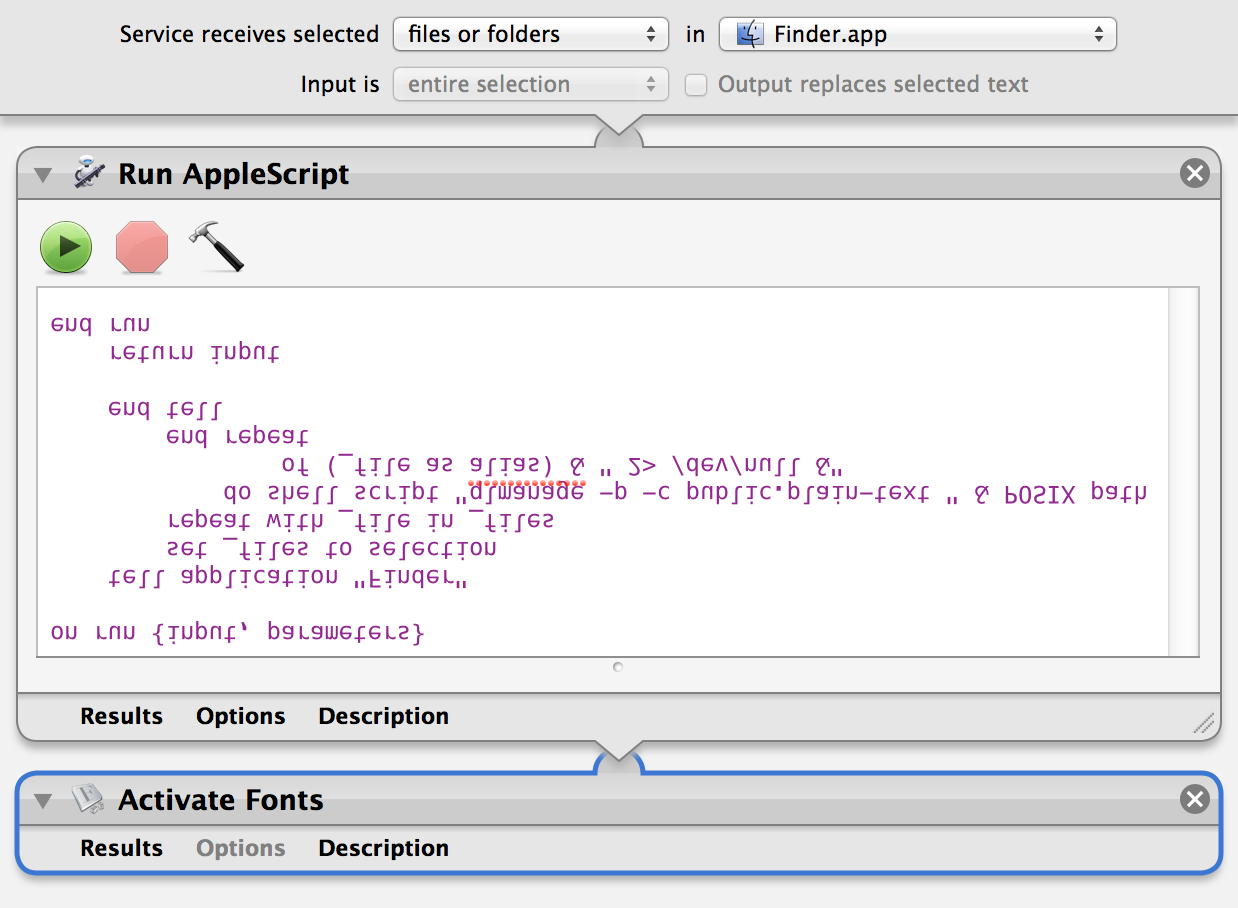 Service receives selected files or folders in Finder.app
Input is entire selection Output replaces selected text
Run AppleScript
on run {input, parameters}
tell application "Finder"
set _files to selection
repeat with _file in _files
do shell script "qlmanage -p -c public.plain-text " & POSIX path
of (_file as alias) & " 2> /dev/null &"
end repeat
end tell
return input
end run
Results Options Description
Activate Fonts
Results Options Description